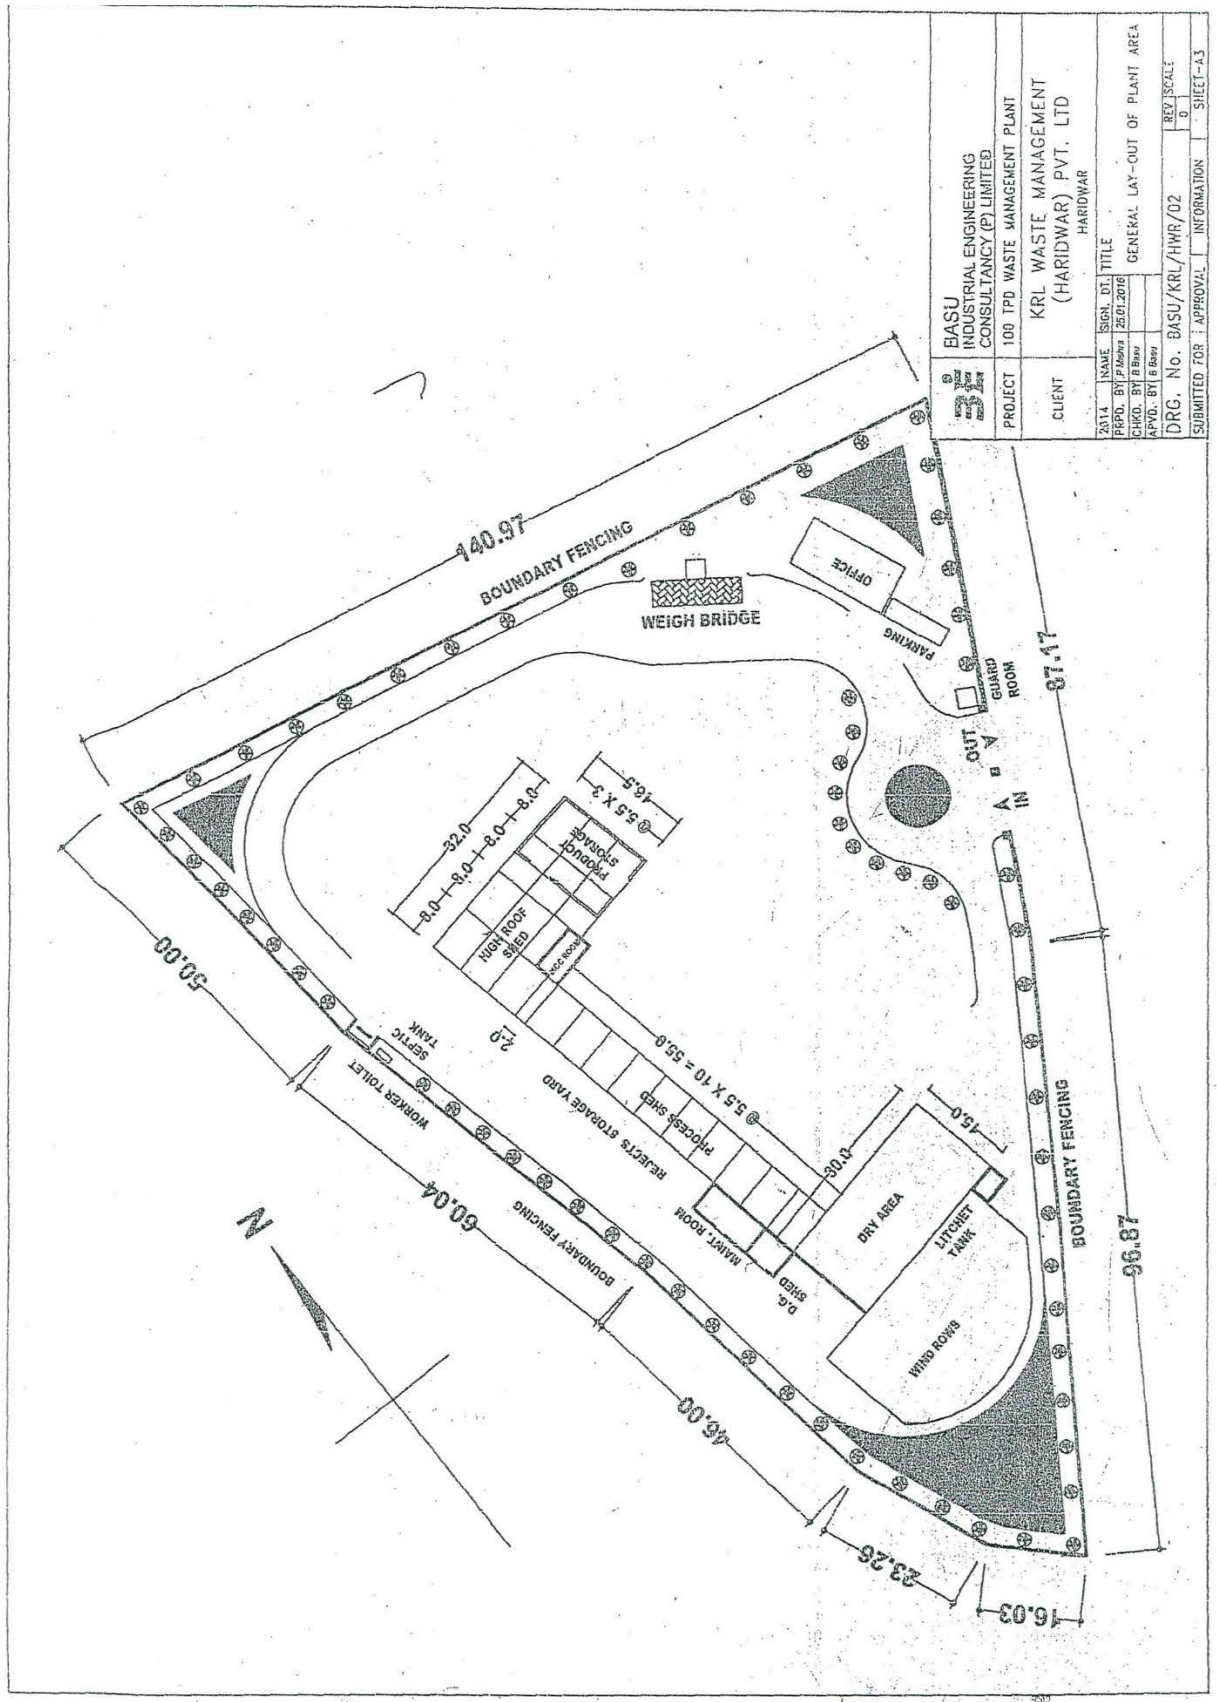 140.97
BOUNDARY FENCING
WEIGH BRIDGE
OFFICE
PARKING
GUARD
ROOM
87.17
OUT
IN
50.00
32.0
8.0
8.0
8.0
8.0
16.5
@ 5.5 X 3
PRODUCT
STORAGE
HIGH ROOF
SHED
MCC ROOM
2.0
SEPTIC
TANK
WORKER TOILET
REJECTS STORAGE YARD
PROCESS SHED
@ 5.5 X 10 = 55.0
60.04
BOUNDARY FENCING
N
MAINT. ROOM
D.G.
SHED
30.0
15.0
DRY AREA
LITCHET
TANK
WIND ROWS
BOUNDARY FENCING
96.87
46.00
23.26
16.03
BASU
INDUSTRIAL ENGINEERING
CONSULTANCY (P) LIMITED
PROJECT 100 TPD WASTE MANAGEMENT PLANT
CLIENT KRL WASTE MANAGEMENT
(HARIDWAR) PVT. LTD
HARIDWAR
2014 NAME SIGN. DT. TITLE
PRPD. BY P.Mishra 25.01.2016
CHKD. BY B Basu GENERAL LAY-OUT OF PLANT AREA
APVD. BY B Basu
DRG. No. BASU/KRL/HWR/02 REV SCALE
0
SUBMITTED FOR APPROVAL INFORMATION SHEET-A3